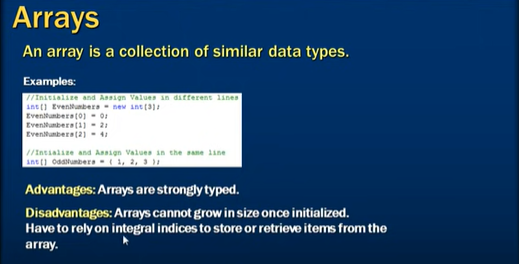 Arrays
An array is a collection of similar data types.
Examples:
//Initialize and Assign Values in different lines
int[] EvenNumbers = new int[3];
EvenNumbers[0] = 0;
EvenNumbers[1] = 2;
EvenNumbers[2] = 4;
//Intialize and Assign Values in the same line
int[] OddNumbers = { 1, 2, 3 };
Advantages: Arrays are strongly typed.
Disadvantages: Arrays cannot grow in size once initialized.
Have to rely on integral indices to store or retrieve items from the
array.